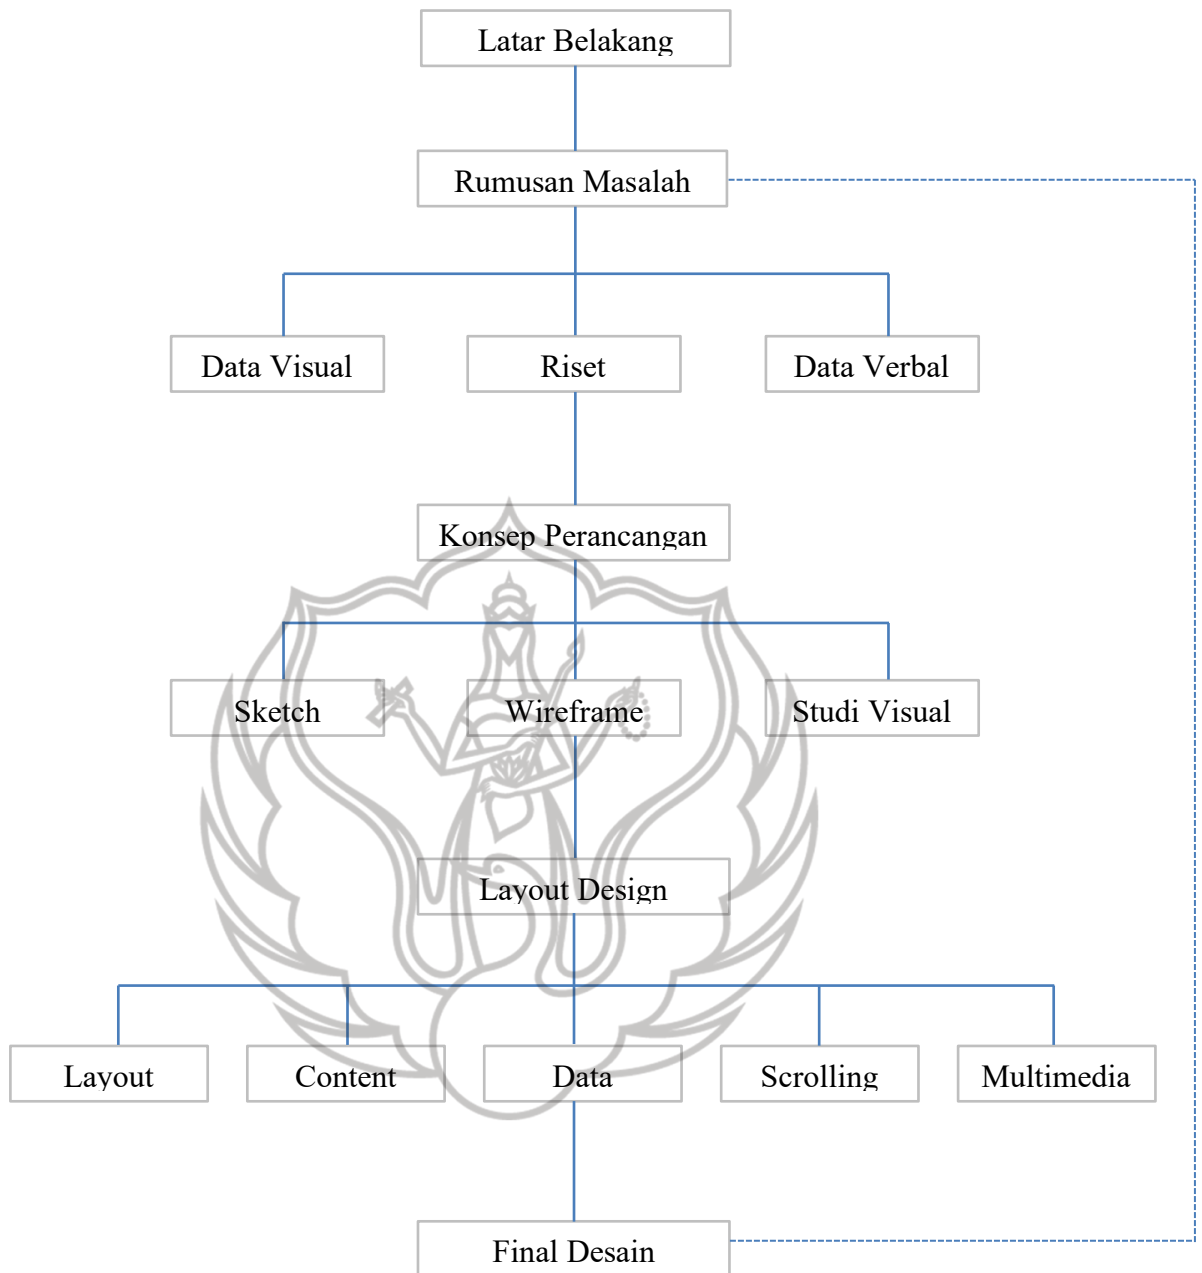 Latar Belakang
Rumusan Masalah
Data Visual
Riset
Data Verbal
Konsep Perancangan
Sketch
Wireframe
Studi Visual
Layout Design
Layout
Content
Data
Scrolling
Multimedia
Final Desain